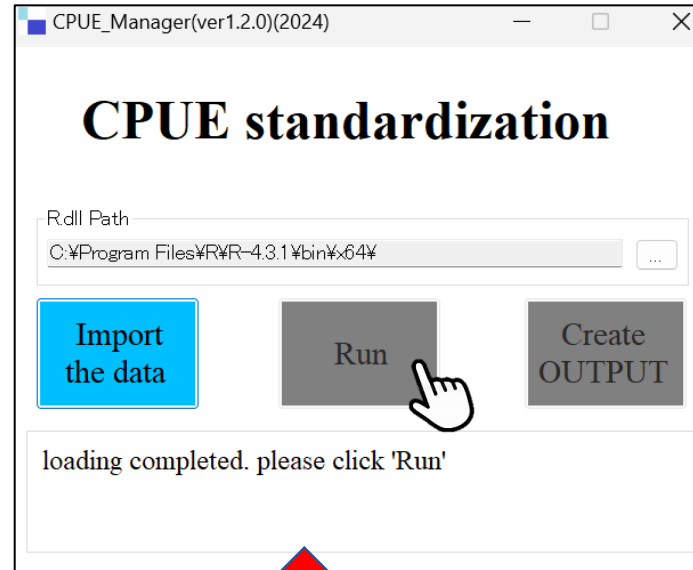 CPUE_Manager(ver1.2.0)(2024)
CPUE standardization
R.dll Path
C:¥Program Files¥R¥R-4.3.1¥bin¥x64¥
...
Import
the data
Run
Create
OUTPUT
loading completed. please click 'Run'